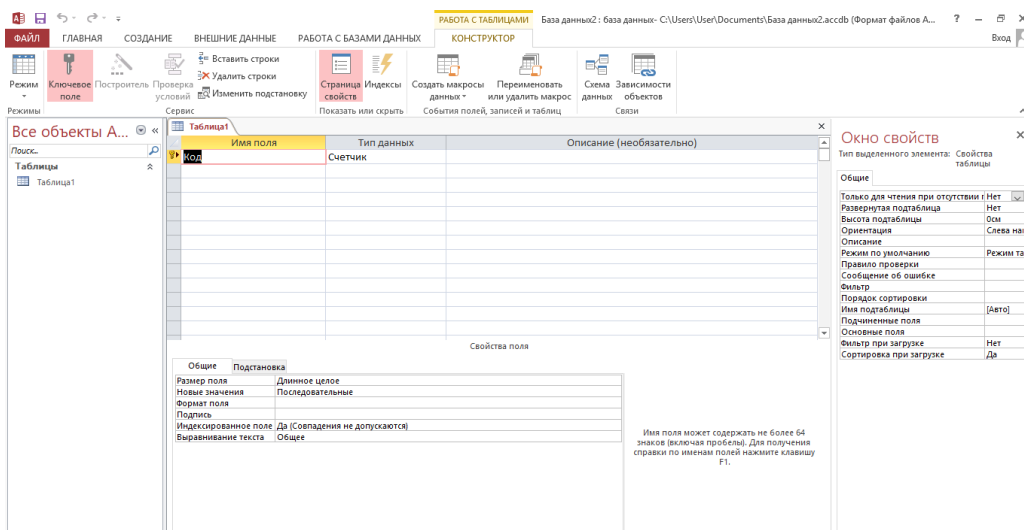 РАБОТА С ТАБЛИЦАМИ
База данных2 : база данных- C:\Users\User\Documents\База данных2.accdb (Формат файлов A...
?
ФАЙЛ ГЛАВНАЯ СОЗДАНИЕ ВНЕШНИЕ ДАННЫЕ РАБОТА С БАЗАМИ ДАННЫХ КОНСТРУКТОР
Вход
Режим
Ключевое поле
Построитель
Проверка условий
Вставить строки
Удалить строки
Изменить подстановку
Страница свойств
Индексы
Создать макросы данных
Переименовать или удалить макрос
Схема данных
Зависимости объектов
Режимы
Сервис
Показать или скрыть
События полей, записей и таблиц
Связи
Все объекты A...
Поиск...
Таблицы
Таблица1
Таблица1
Имя поля Тип данных Описание (необязательно)
Код Счетчик
Свойства поля
Общие Подстановка
Размер поля Длинное целое
Новые значения Последовательные
Формат поля
Подпись
Индексированное поле Да (Совпадения не допускаются)
Выравнивание текста Общее
Имя поля может содержать не более 64
знаков (включая пробелы). Для получения
справки по именам полей нажмите клавишу
F1.
Окно свойств
Тип выделенного элемента: Свойства
таблицы
Общие
Только для чтения при отсутствии Нет
Развернутая подтаблица Нет
Высота подтаблицы 0см
Ориентация Слева
Описание
Режим по умолчанию Режим
Правило проверки
Сообщение об ошибке
Фильтр
Порядок сортировки
Имя подтаблицы [Авто]
Подчиненные поля
Основные поля
Фильтр при загрузке Нет
Сортировка при загрузке Да